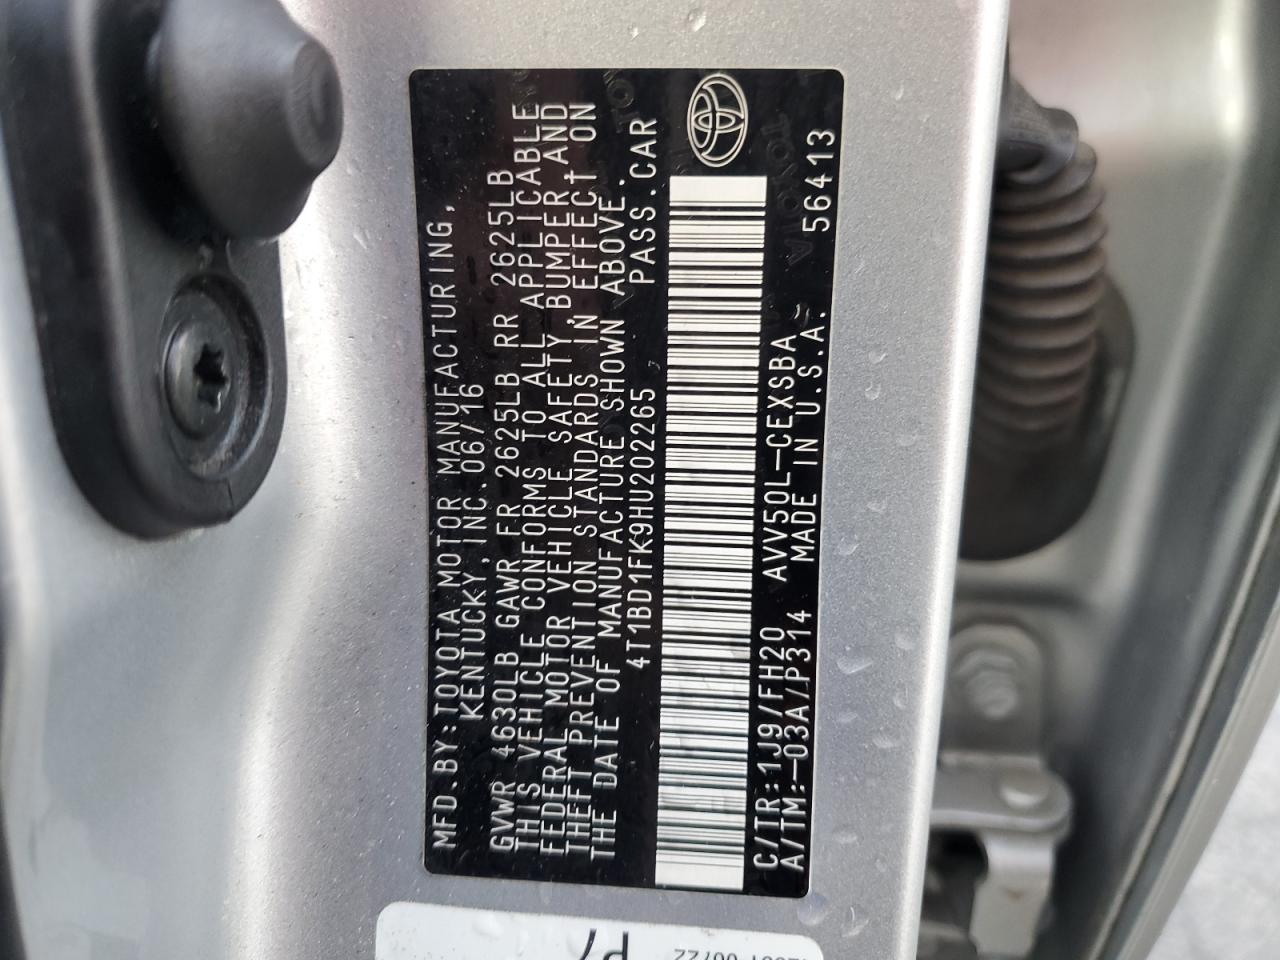 MFD.BY:TOYOTA MOTOR MANUFACTURING,
KENTUCKY,INC.06/16
GVWR 4630LB GAWR FR 2625LB RR 2625LB
THIS VEHICLE CONFORMS TO ALL APPLICABLE
FEDERAL MOTOR VEHICLE SAFETY,BUMPER,AND
THEFT PREVENTION STANDARDS IN EFFECT ON
THE DATE OF MANUFACTURE SHOWN ABOVE.
4T1BD1FK9HU202265 PASS.CAR
C/TR:1J9/FH20 AVV50L-CEXSBA
A/TM:-03A/P314 MADE IN U.S.A. 56413